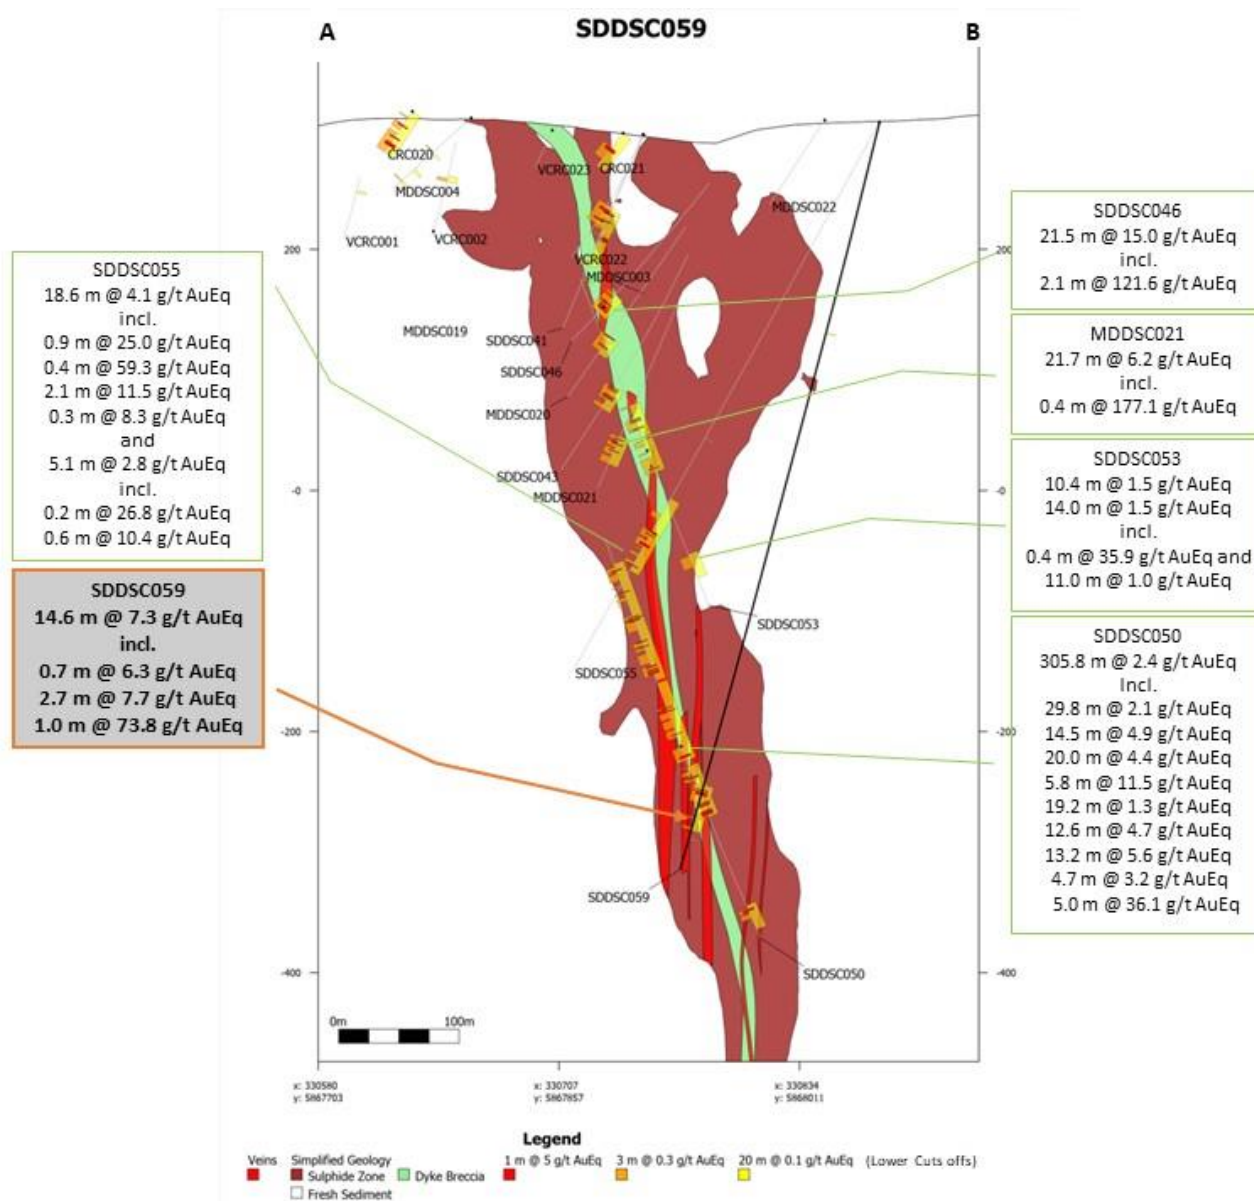 SDDSC059
A
B
CRC020
MDDSC004
VCRC001
VCRC002
VCRC023
CRC021
MDDSC022
VCRC022
MDDSC003
MDDSC019
SDDSC041
SDDSC046
MDDSC020
SDDSC043
MDDSC021
SDDSC053
SDDSC055
SDDSC059
SDDSC050
200
-0
-200
-400
200
-0
-200
-400
SDDSC055
18.6 m @ 4.1 g/t AuEq
incl.
0.9 m @ 25.0 g/t AuEq
0.4 m @ 59.3 g/t AuEq
2.1 m @ 11.5 g/t AuEq
0.3 m @ 8.3 g/t AuEq
and
5.1 m @ 2.8 g/t AuEq
incl.
0.2 m @ 26.8 g/t AuEq
0.6 m @ 10.4 g/t AuEq
SDDSC059
14.6 m @ 7.3 g/t AuEq
incl.
0.7 m @ 6.3 g/t AuEq
2.7 m @ 7.7 g/t AuEq
1.0 m @ 73.8 g/t AuEq
SDDSC046
21.5 m @ 15.0 g/t AuEq
incl.
2.1 m @ 121.6 g/t AuEq
MDDSC021
21.7 m @ 6.2 g/t AuEq
incl.
0.4 m @ 177.1 g/t AuEq
SDDSC053
10.4 m @ 1.5 g/t AuEq
14.0 m @ 1.5 g/t AuEq
incl.
0.4 m @ 35.9 g/t AuEq and
11.0 m @ 1.0 g/t AuEq
SDDSC050
305.8 m @ 2.4 g/t AuEq
Incl.
29.8 m @ 2.1 g/t AuEq
14.5 m @ 4.9 g/t AuEq
20.0 m @ 4.4 g/t AuEq
5.8 m @ 11.5 g/t AuEq
19.2 m @ 1.3 g/t AuEq
12.6 m @ 4.7 g/t AuEq
13.2 m @ 5.6 g/t AuEq
4.7 m @ 3.2 g/t AuEq
5.0 m @ 36.1 g/t AuEq
0m 100m
x: 330580
y: 5867703
x: 330707
y: 5867857
x: 330834
y: 5868011
Legend
Veins Simplified Geology 1 m @ 5 g/t AuEq 3 m @ 0.3 g/t AuEq 20 m @ 0.1 g/t AuEq (Lower Cuts offs)
Sulphide Zone Dyke Breccia
Fresh Sediment